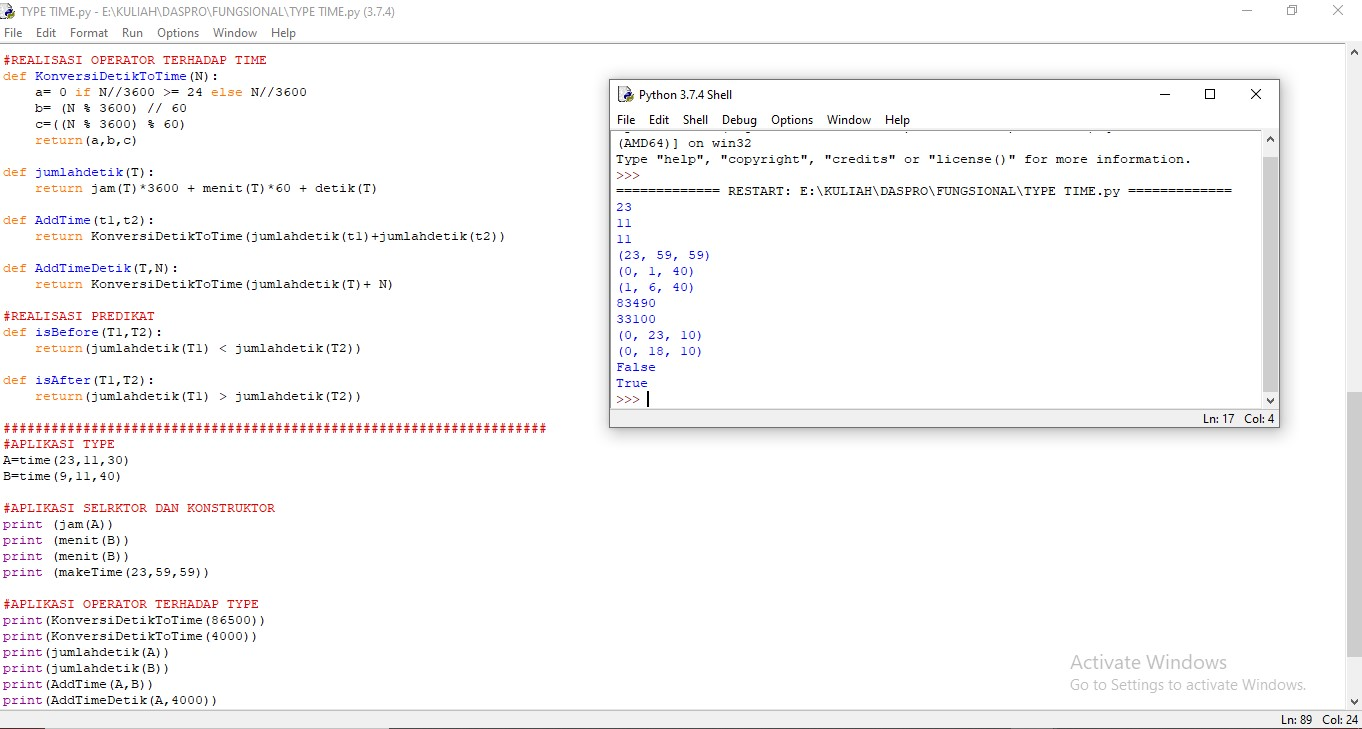 TYPE TIME.py - E:\KULIAH\DASPRO\FUNGSIONAL\TYPE TIME.py (3.7.4)
File Edit Format Run Options Window Help
#REALISASI OPERATOR TERHADAP TIME
def KonversiDetikToTime(N):
    a= 0 if N//3600 >= 24 else N//3600
    b= (N % 3600) // 60
    c=((N % 3600) % 60)
    return(a,b,c)
def jumlahdetik(T):
    return jam(T)*3600 + menit(T)*60 + detik(T)
def AddTime(t1,t2):
    return KonversiDetikToTime(jumlahdetik(t1)+jumlahdetik(t2))
def AddTimeDetik(T,N):
    return KonversiDetikToTime(jumlahdetik(T)+ N)
#REALISASI PREDIKAT
def isBefore(T1,T2):
    return(jumlahdetik(T1) < jumlahdetik(T2))
def isAfter(T1,T2):
    return(jumlahdetik(T1) > jumlahdetik(T2))
####################################################################
#APLIKASI TYPE
A=time(23,11,30)
B=time(9,11,40)
#APLIKASI SELRKTOR DAN KONSTRUKTOR
print (jam(A))
print (menit(B))
print (menit(B))
print (makeTime(23,59,59))
#APLIKASI OPERATOR TERHADAP TYPE
print(KonversiDetikToTime(86500))
print(KonversiDetikToTime(4000))
print(jumlahdetik(A))
print(jumlahdetik(B))
print(AddTime(A,B))
print(AddTimeDetik(A,4000))
Python 3.7.4 Shell
File Edit Shell Debug Options Window Help
(AMD64)] on win32
Type "help", "copyright", "credits" or "license()" for more information.
>>>
============= RESTART: E:\KULIAH\DASPRO\FUNGSIONAL\TYPE TIME.py =============
23
11
11
(23, 59, 59)
(0, 1, 40)
(1, 6, 40)
83490
33100
(0, 23, 10)
(0, 18, 10)
False
True
>>>
Ln: 17 Col: 4
Activate Windows
Go to Settings to activate Windows.
Ln: 89 Col: 24